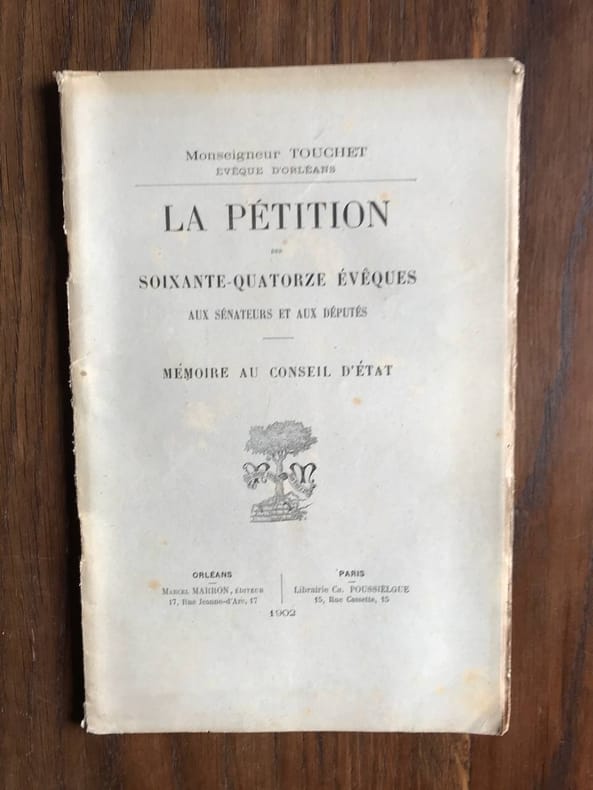 Monseigneur TOUCHET
ÉVÊQUE D'ORLÉANS
LA PÉTITION
DES
SOIXANTE-QUATORZE ÉVÊQUES
AUX SÉNATEURS ET AUX DÉPUTÉS
MÉMOIRE AU CONSEIL D'ÉTAT
M M
ORLÉANS
MARCEL MARRON, ÉDITEUR
17, Rue Jeanne-d'Arc, 17
PARIS
Librairie CH. POUSSIELGUE
15, Rue Cassette, 15
1902